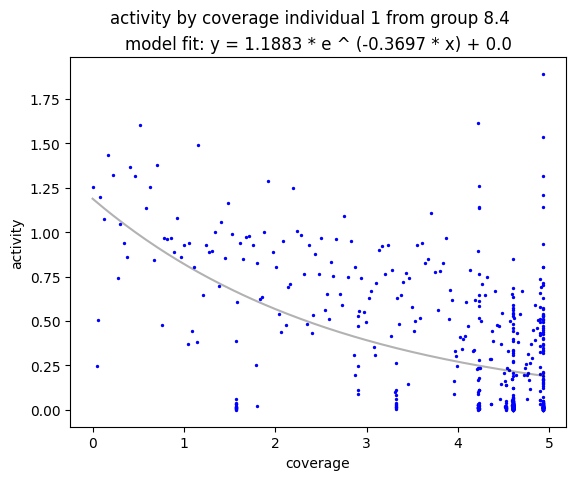 activity by coverage individual 1 from group 8.4
model fit: y = 1.1883 * e ^ (-0.3697 * x) + 0.0
1.75
1.50
1.25
1.00
0.75
0.50
0.25
0.00
activity
0 1 2 3 4 5
coverage